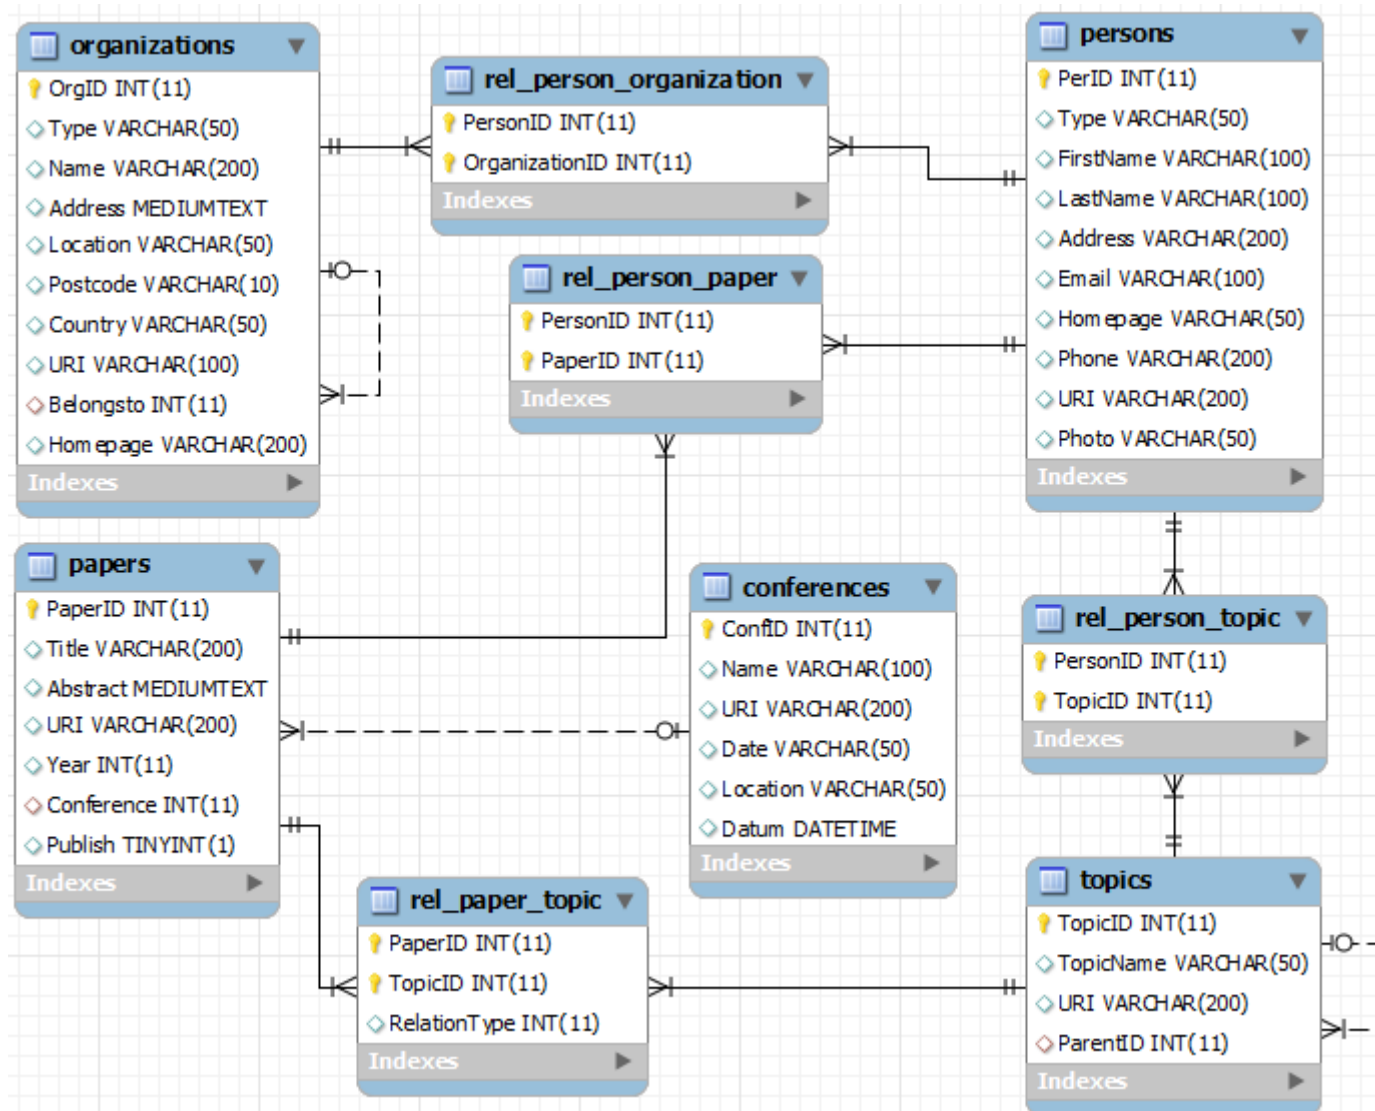 organizations
OrgID INT(11)
Type VARCHAR(50)
Name VARCHAR(200)
Address MEDIUMTEXT
Location VARCHAR(50)
Postcode VARCHAR(10)
Country VARCHAR(50)
URI VARCHAR(100)
Belongsto INT(11)
Homepage VARCHAR(200)
Indexes
rel_person_organization
PersonID INT(11)
OrganizationID INT(11)
Indexes
persons
PerID INT(11)
Type VARCHAR(50)
FirstName VARCHAR(100)
LastName VARCHAR(100)
Address VARCHAR(200)
Email VARCHAR(100)
Homepage VARCHAR(50)
Phone VARCHAR(200)
URI VARCHAR(200)
Photo VARCHAR(50)
Indexes
rel_person_paper
PersonID INT(11)
PaperID INT(11)
Indexes
papers
PaperID INT(11)
Title VARCHAR(200)
Abstract MEDIUMTEXT
URI VARCHAR(200)
Year INT(11)
Conference INT(11)
Publish TINYINT(1)
Indexes
conferences
ConfID INT(11)
Name VARCHAR(100)
URI VARCHAR(200)
Date VARCHAR(50)
Location VARCHAR(50)
Datum DATETIME
Indexes
rel_person_topic
PersonID INT(11)
TopicID INT(11)
Indexes
rel_paper_topic
PaperID INT(11)
TopicID INT(11)
RelationType INT(11)
Indexes
topics
TopicID INT(11)
TopicName VARCHAR(50)
URI VARCHAR(200)
ParentID INT(11)
Indexes